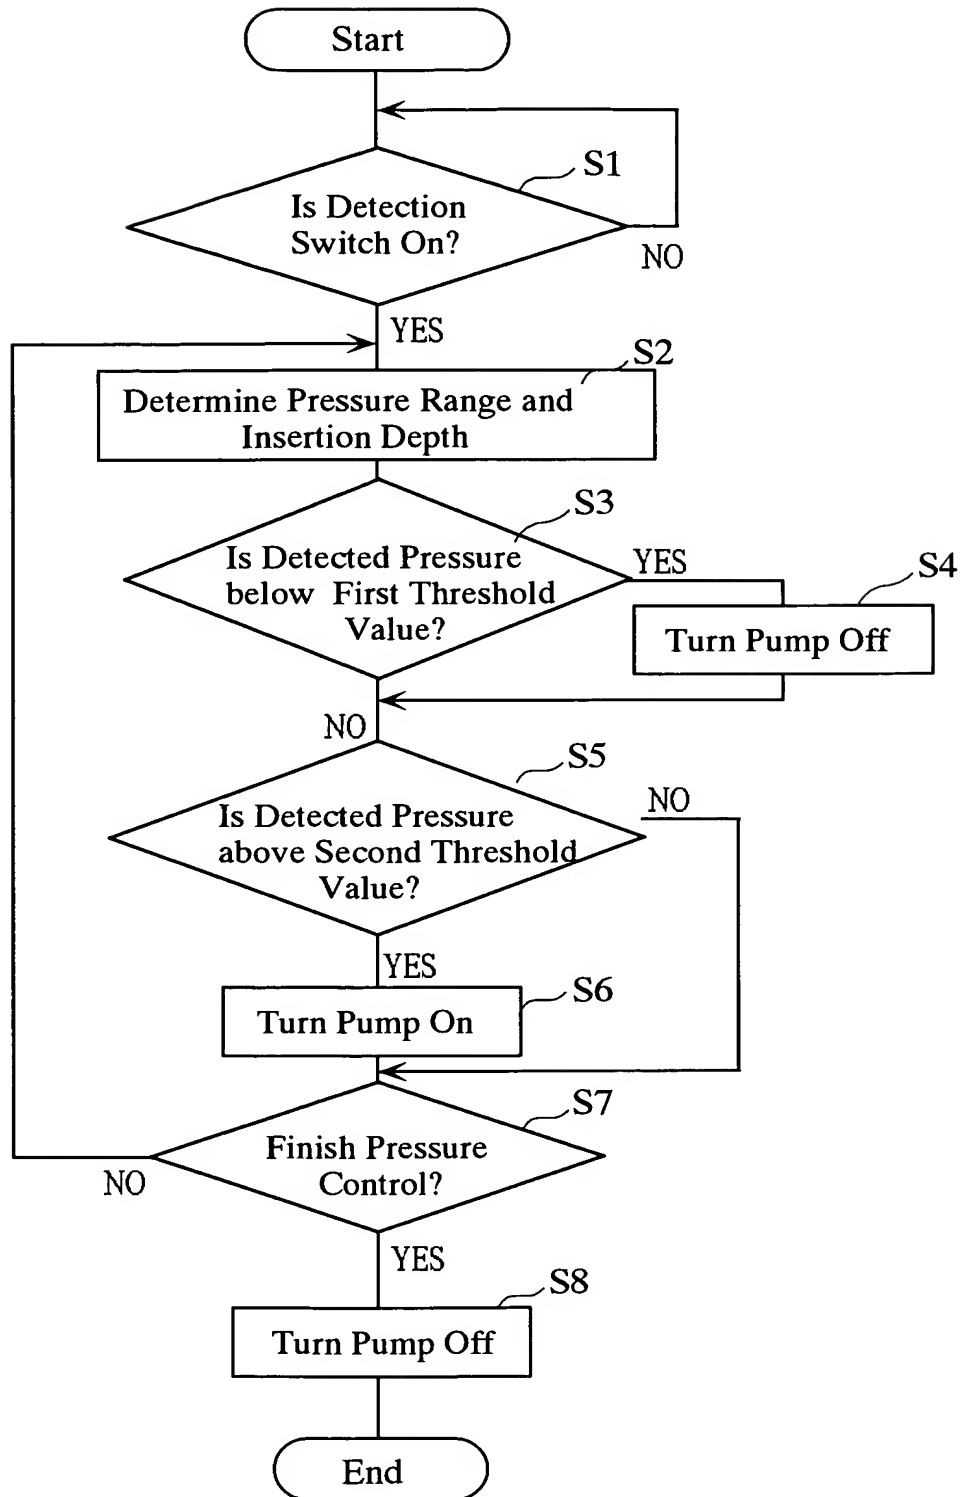 Start
S1
Is Detection
Switch On?
NO
YES
S2
Determine Pressure Range and
Insertion Depth
S3
Is Detected Pressure
below First Threshold
Value?
YES
S4
Turn Pump Off
NO
S5
Is Detected Pressure
above Second Threshold
Value?
NO
YES
S6
Turn Pump On
S7
Finish Pressure
Control?
NO
YES
S8
Turn Pump Off
End